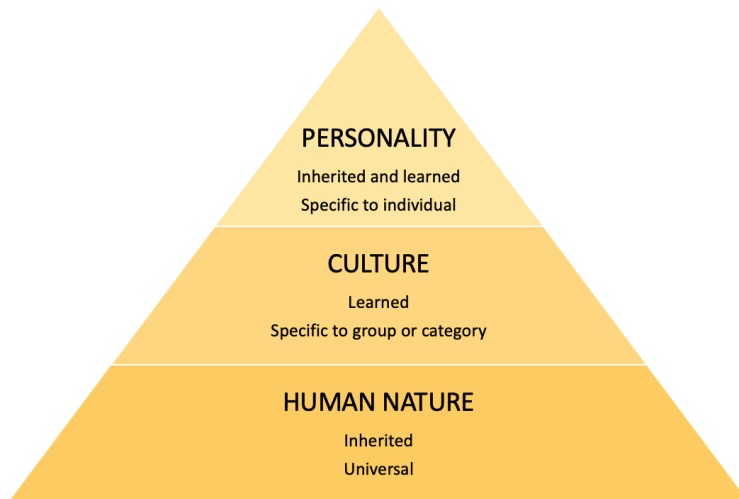 PERSONALITY
Inherited and learned
Specific to individual
CULTURE
Learned
Specific to group or category
HUMAN NATURE
Inherited
Universal